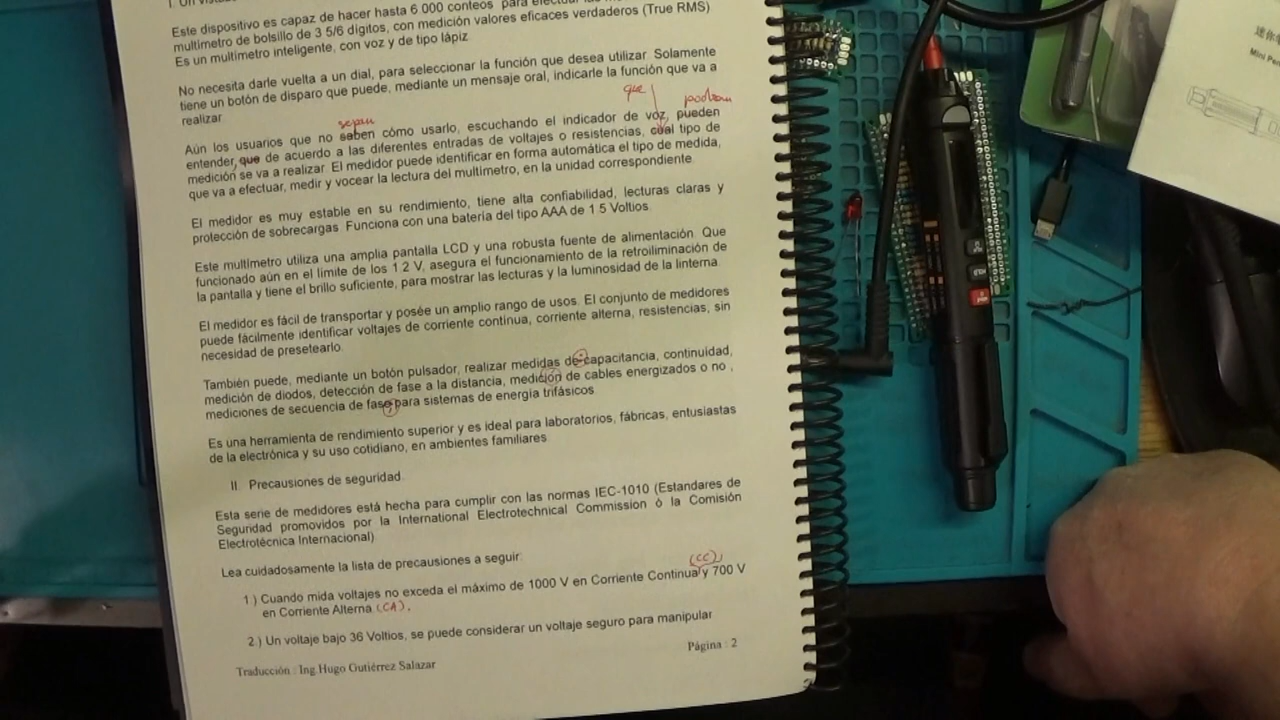 I Un vistazo
Este dispositivo es capaz de hacer hasta 6 000 conteos para efectuar las
multímetro de bolsillo de 3 5/6 dígitos, con medición valores eficaces verdaderos (True RMS)
Es un multímetro inteligente, con voz y de tipo lápiz
No necesita darle vuelta a un dial, para seleccionar la función que desea utilizar Solamente
tiene un botón de disparo que puede, mediante un mensaje oral, indicarle la función que va a
realizar
que podran
sepan
Aún los usuarios que no saben cómo usarlo, escuchando el indicador de voz, pueden
entender, que de acuerdo a las diferentes entradas de voltajes o resistencias, cual tipo de
medición se va a realizar El medidor puede identificar en forma automática el tipo de medida,
que va a efectuar, medir y vocear la lectura del multímetro, en la unidad correspondiente
El medidor es muy estable en su rendimiento, tiene alta confiabilidad, lecturas claras y
protección de sobrecargas Funciona con una batería del tipo AAA de 1 5 Voltios
Este multímetro utiliza una amplia pantalla LCD y una robusta fuente de alimentación. Que
funcionado aún en el límite de los 1 2 V, asegura el funcionamiento de la retroiliminación de
la pantalla y tiene el brillo suficiente, para mostrar las lecturas y la luminosidad de la linterna
El medidor es fácil de transportar y posée un amplio rango de usos. El conjunto de medidores
puede fácilmente identificar voltajes de corriente continua, corriente alterna, resistencias, sin
necesidad de presetearlo.
También puede, mediante un botón pulsador, realizar medidas de capacitancia, continuidad,
medición de diodos, detección de fase a la distancia, medición de cables energizados o no ,
mediciones de secuencia de fase para sistemas de energía trifásicos
Es una herramienta de rendimiento superior y es ideal para laboratorios, fábricas, entusiastas
de la electrónica y su uso cotidiano, en ambientes familiares
II. Precausiones de seguridad.
Esta serie de medidores está hecha para cumplir con las normas IEC-1010 (Estandares de
Seguridad promovidos por la International Electrotechnical Commission ò la Comisión
Electrotècnica Internacional)
Lea cuidadosamente la lista de precausiones a seguir.
(CC),
1 ) Cuando mida voltajes no exceda el máximo de 1000 V en Corriente Continua y 700 V
en Corriente Alterna (CA).
2 ) Un voltaje bajo 36 Voltios, se puede considerar un voltaje seguro para manipular
Página : 2
Traducción : Ing Hugo Gutiérrez Salazar
Mini Pen